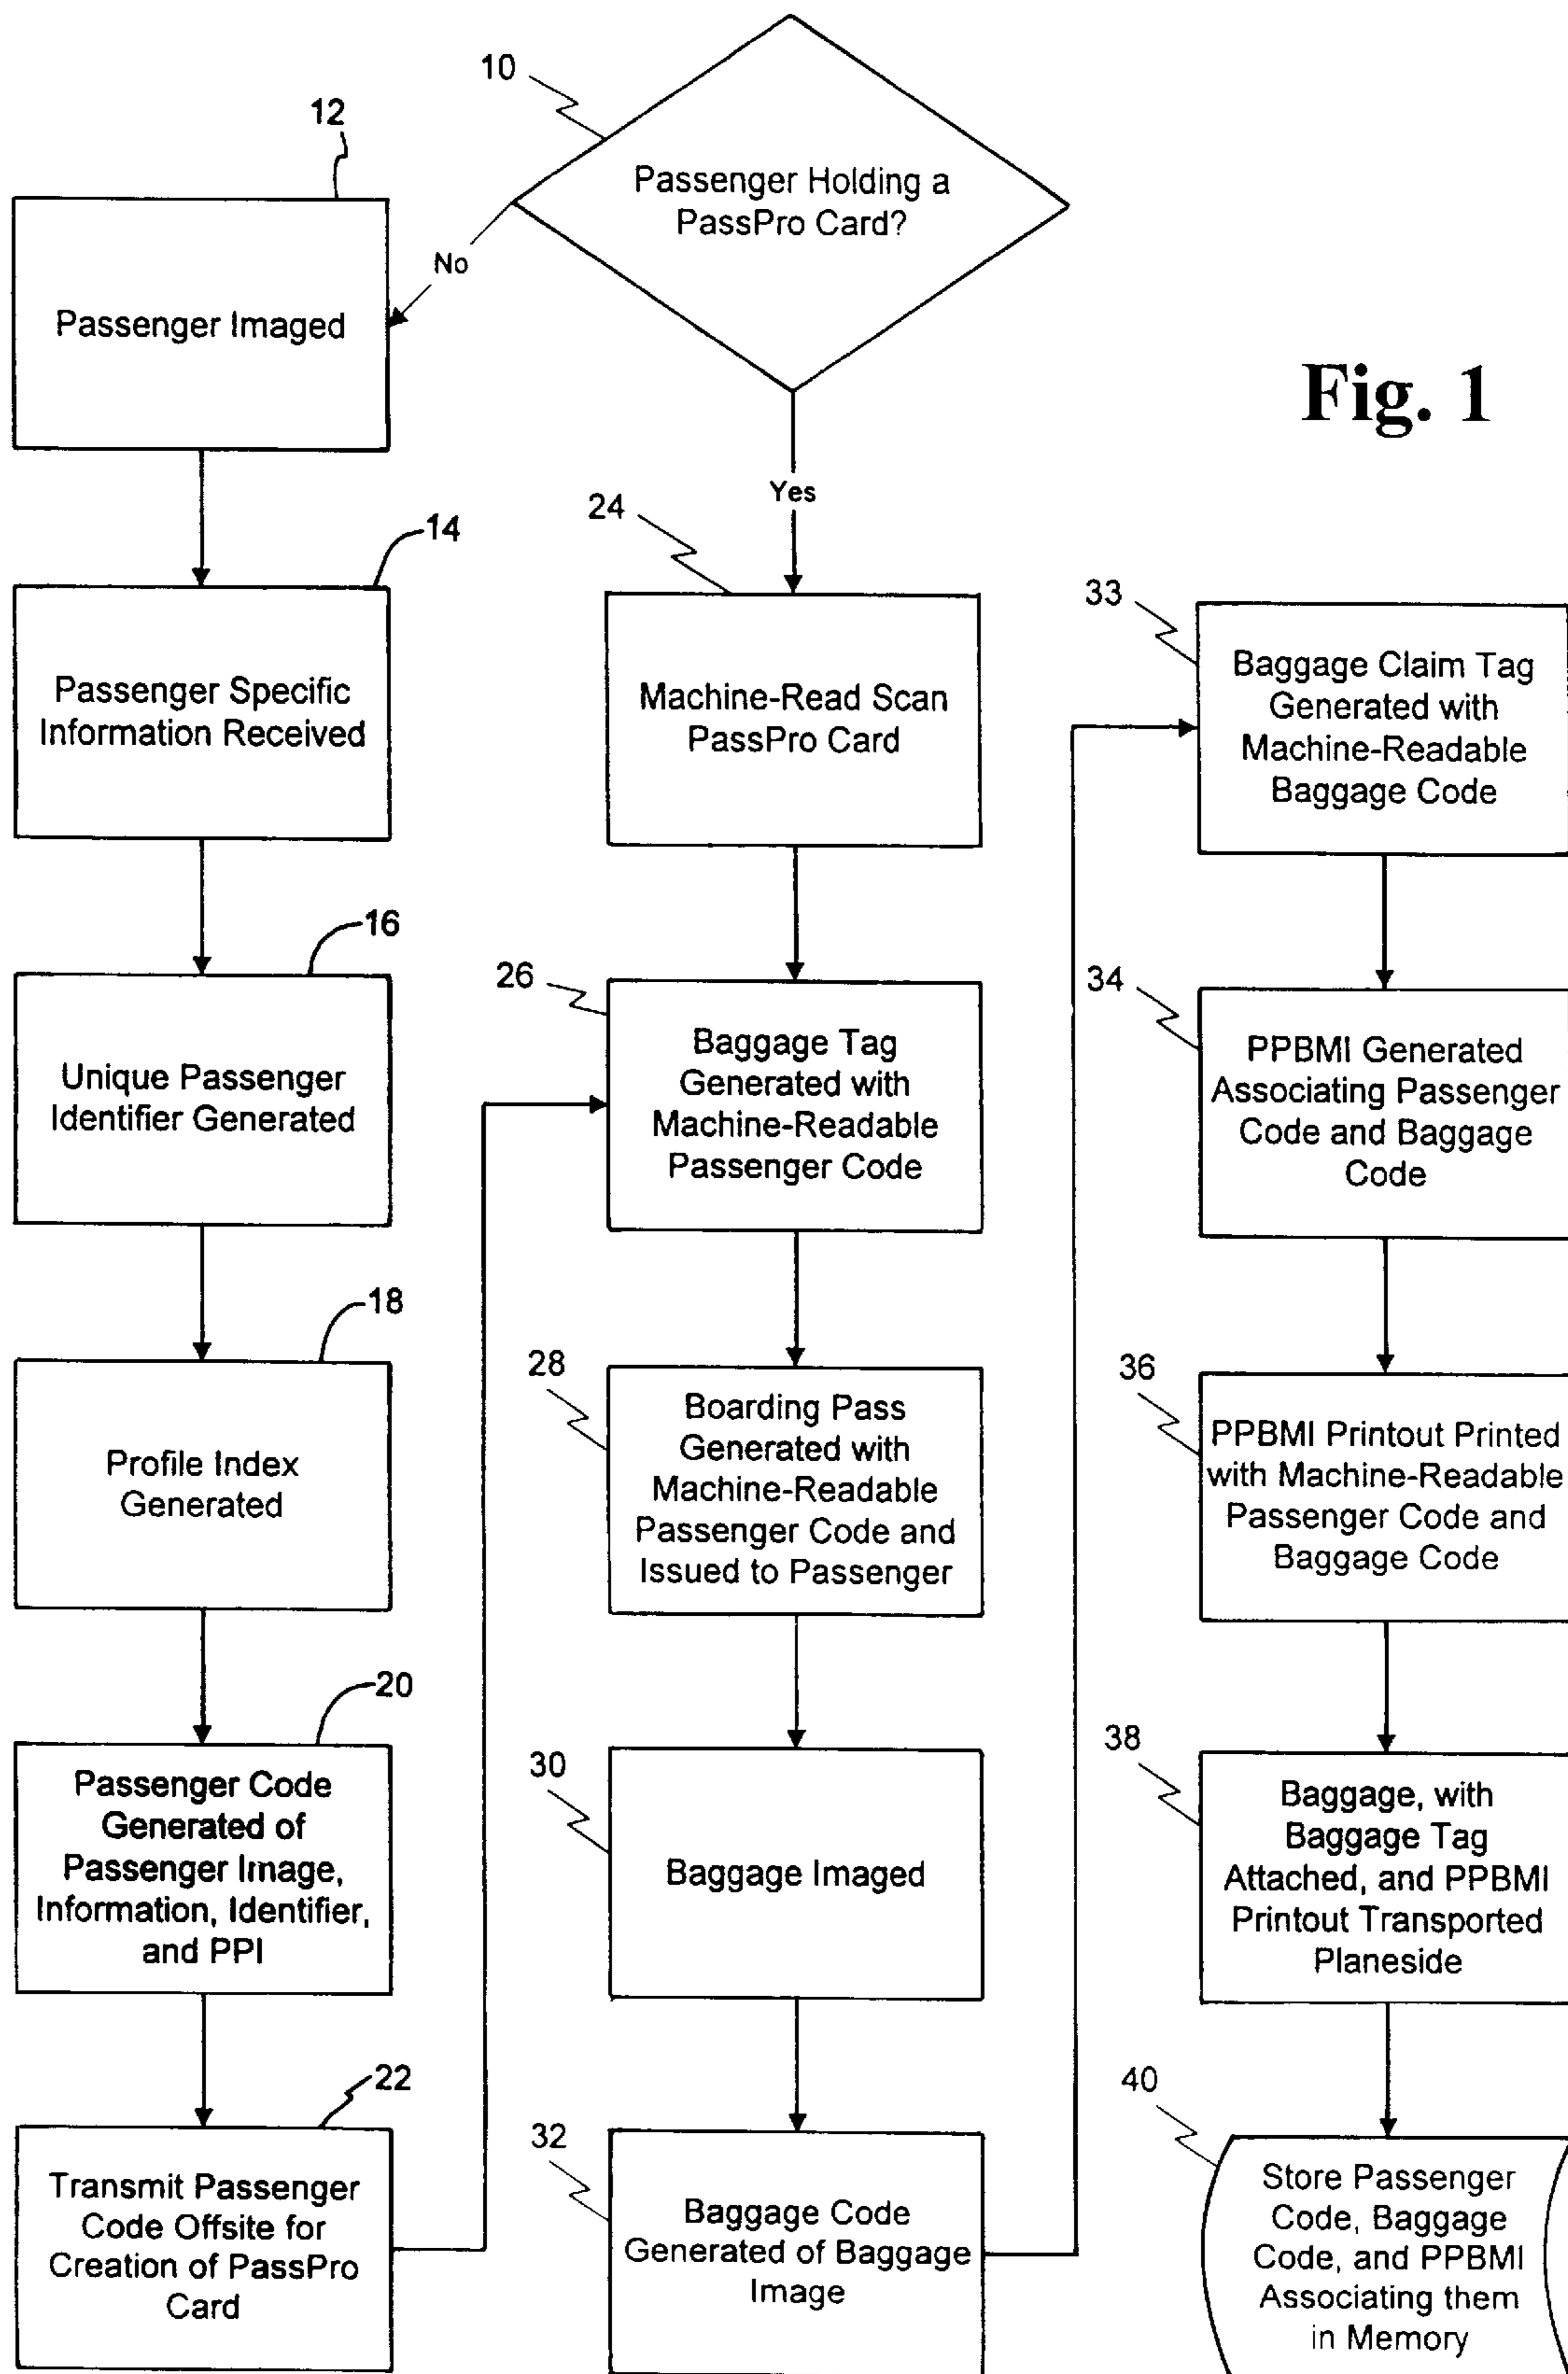 10
Passenger Holding a
PassPro Card?
No
Yes
Fig. 1
12
Passenger Imaged
14
Passenger Specific
Information Received
16
Unique Passenger
Identifier Generated
18
Profile Index
Generated
20
Passenger Code
Generated of
Passenger Image,
Information, Identifier,
and PPI
22
Transmit Passenger
Code Offsite for
Creation of PassPro
Card
24
Machine-Read Scan
PassPro Card
26
Baggage Tag
Generated with
Machine-Readable
Passenger Code
28
Boarding Pass
Generated with
Machine-Readable
Passenger Code and
Issued to Passenger
30
Baggage Imaged
32
Baggage Code
Generated of Baggage
Image
33
Baggage Claim Tag
Generated with
Machine-Readable
Baggage Code
34
PPBMI Generated
Associating Passenger
Code and Baggage
Code
36
PPBMI Printout Printed
with Machine-Readable
Passenger Code and
Baggage Code
38
Baggage, with
Baggage Tag
Attached, and PPBMI
Printout Transported
Planeside
40
Store Passenger
Code, Baggage
Code, and PPBMI
Associating them
in Memory